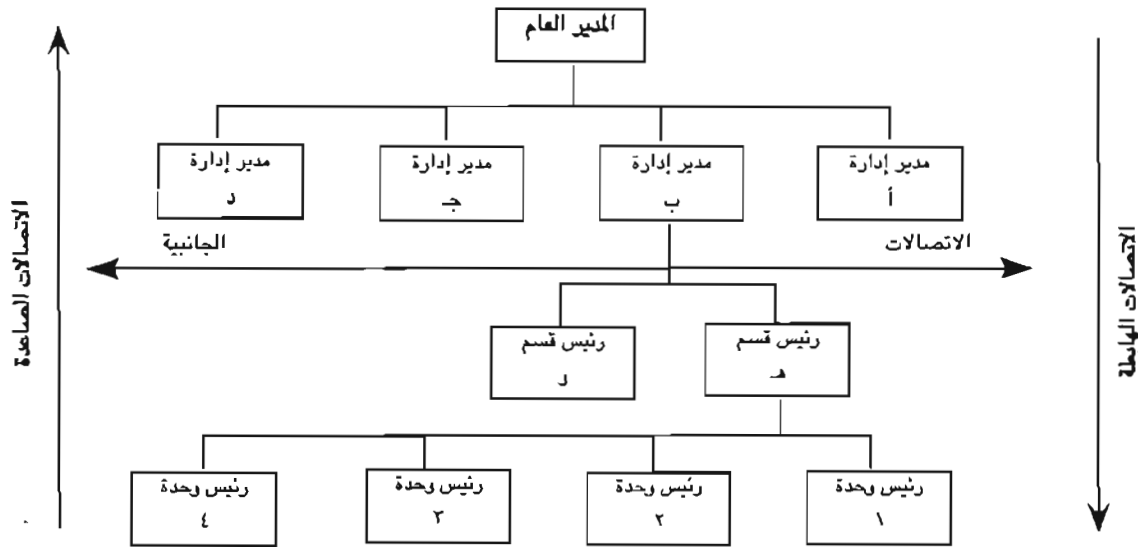 المدير العام
مدير إدارة
أ
مدير إدارة
ب
مدير إدارة
جـ
مدير إدارة
د
الاتصالات الجانبية
الاتصالات الهابطة
الاتصالات الصاعدة
رئيس قسم
هـ
رئيس قسم
و
رئيس وحدة
١
رئيس وحدة
٢
رئيس وحدة
٣
رئيس وحدة
٤